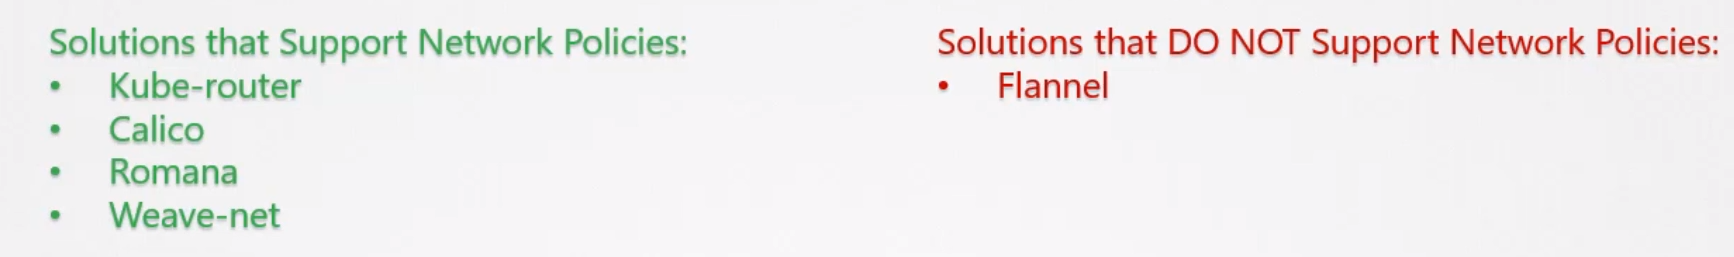 Solutions that Support Network Policies:
• Kube-router
• Calico
• Romana
• Weave-net
Solutions that DO NOT Support Network Policies:
• Flannel